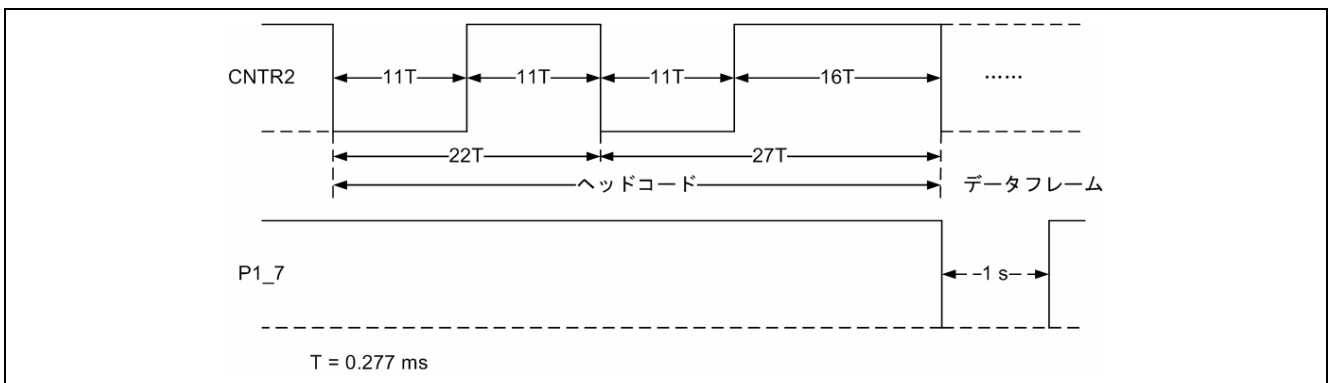 CNTR2
11T 11T 11T 16T ……
22T 27T
ヘッドコード データフレーム
P1_7
1 s
T = 0.277 ms